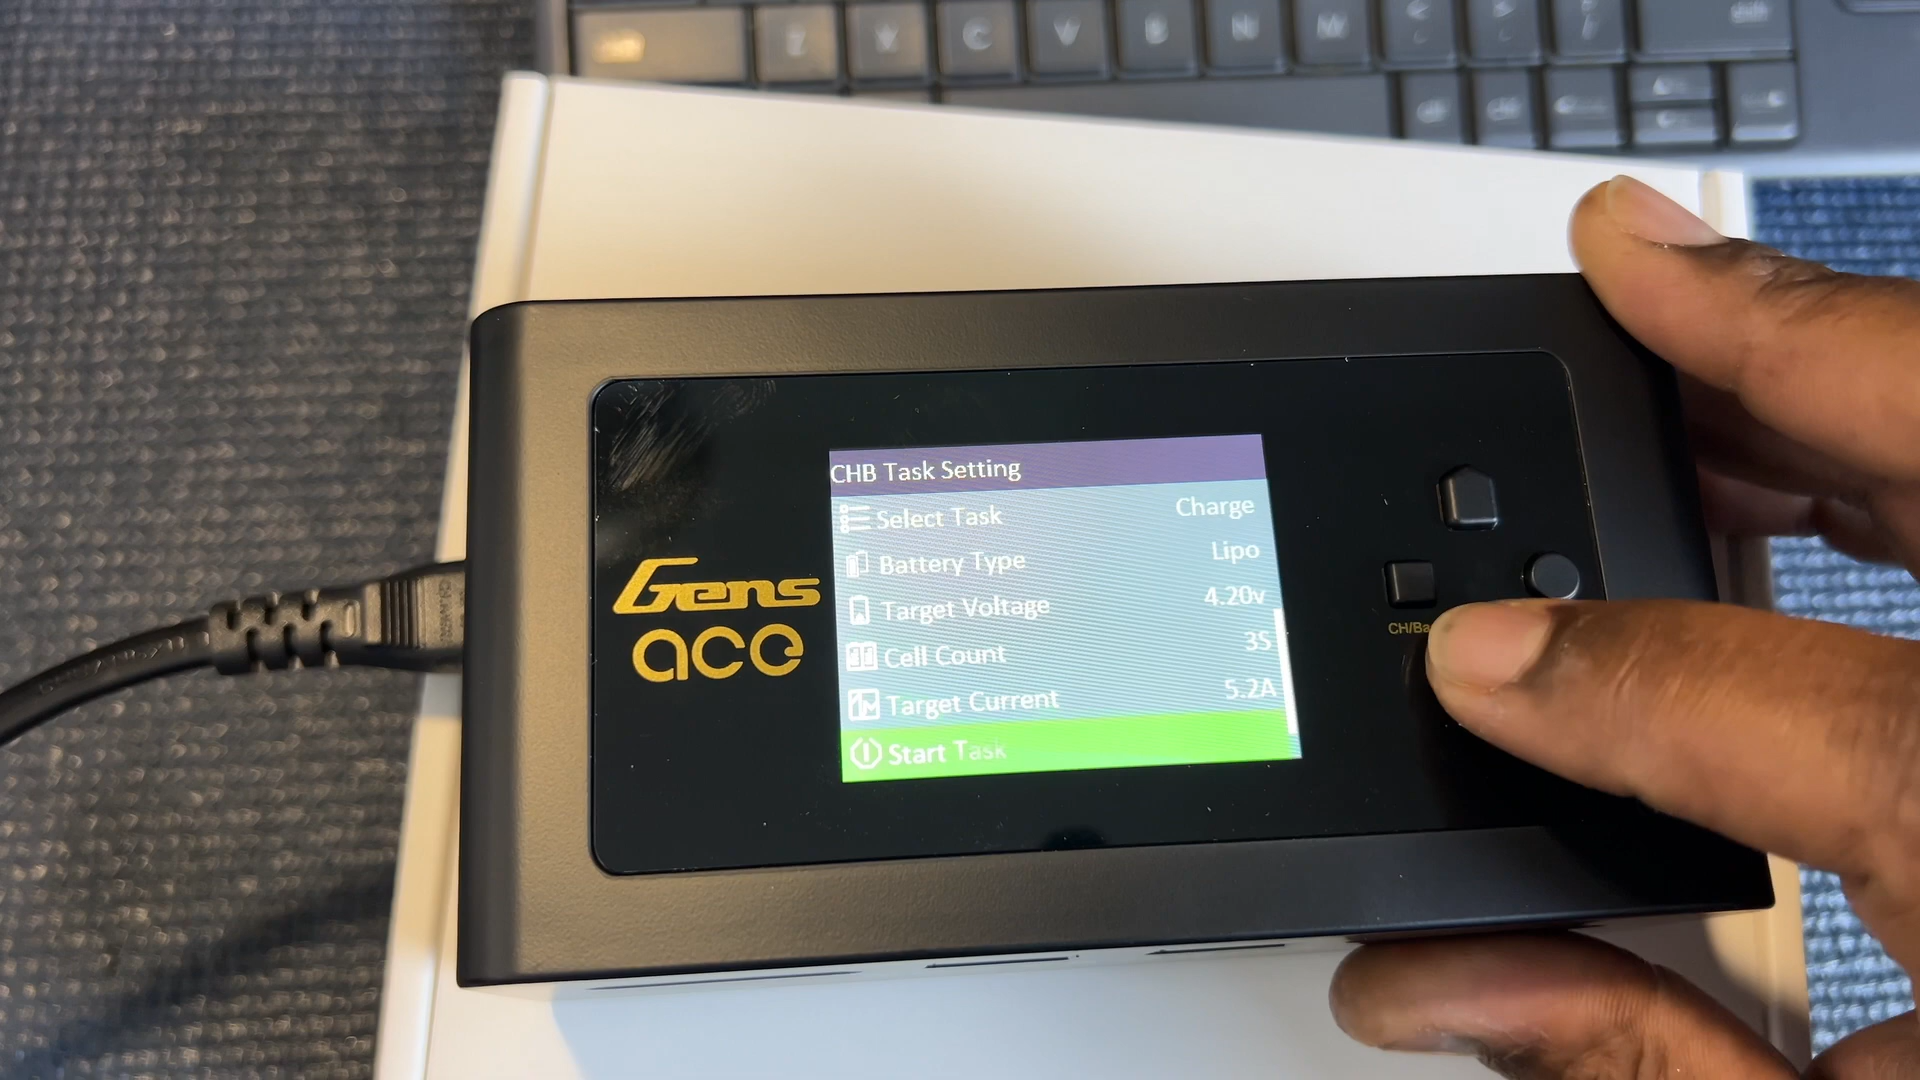 Z X C V B N M
Gens
ace
CHB Task Setting
Select Task Charge
Battery Type Lipo
Target Voltage 4.20v
Cell Count 3S
Target Current 5.2A
Start Task